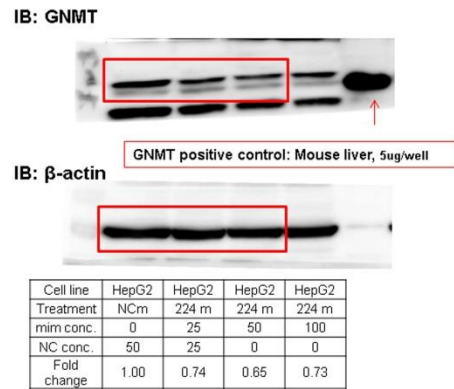 IB: GNMT
GNMT positive control: Mouse liver, 5ug/well
IB: β-actin
Cell line HepG2 HepG2 HepG2 HepG2
Treatment NCm 224 m 224 m 224 m
mim conc. 0 25 50 100
NC conc. 50 25 0 0
Fold change 1.00 0.74 0.65 0.73